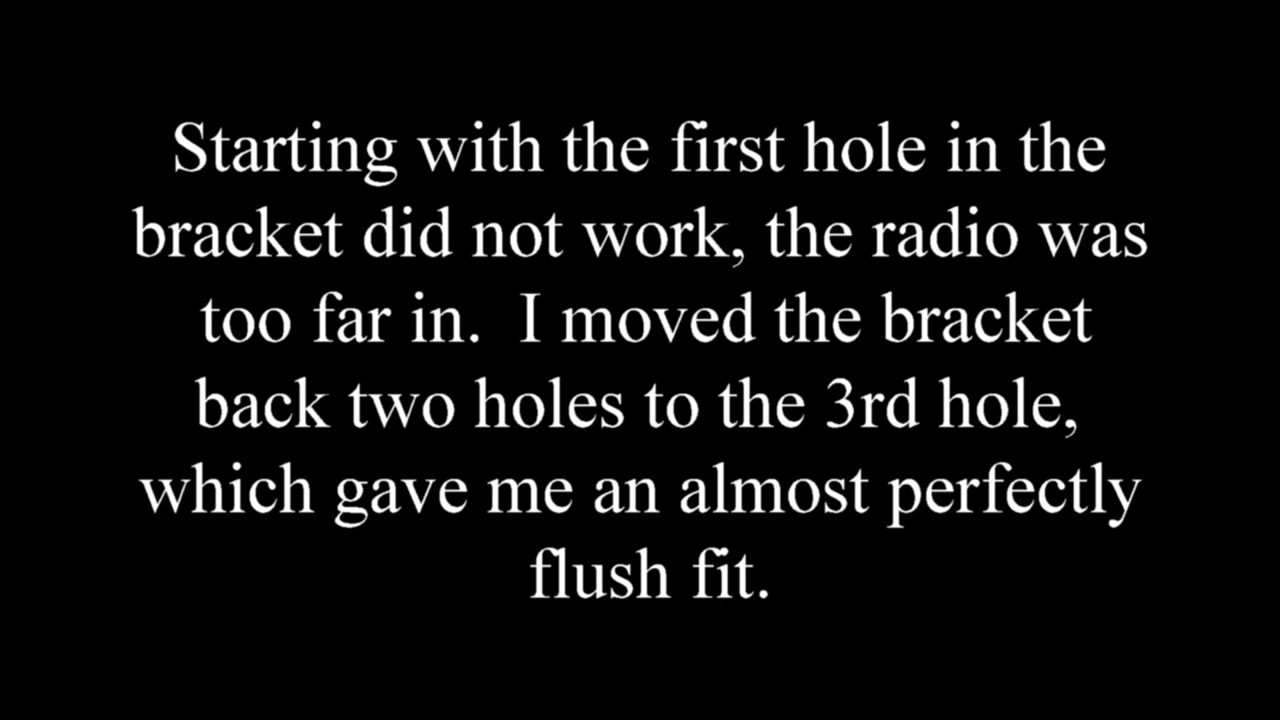 Starting with the first hole in the
bracket did not work, the radio was
too far in.  I moved the bracket
back two holes to the 3rd hole,
which gave me an almost perfectly
flush fit.